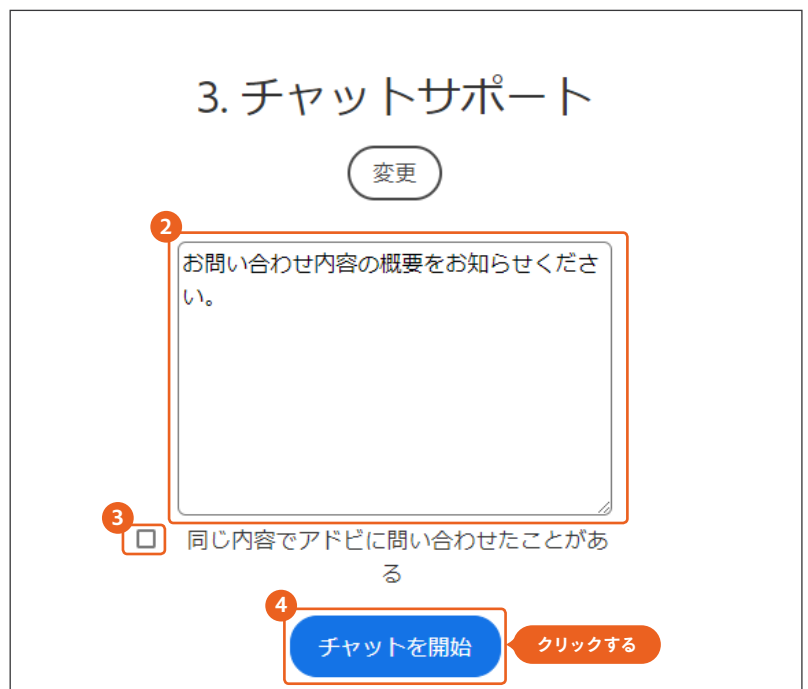 3. チャットサポート
変更
2
お問い合わせ内容の概要をお知らせくださ
い。
3
同じ内容でアドビに問い合わせたことがあ
る
4
チャットを開始
クリックする